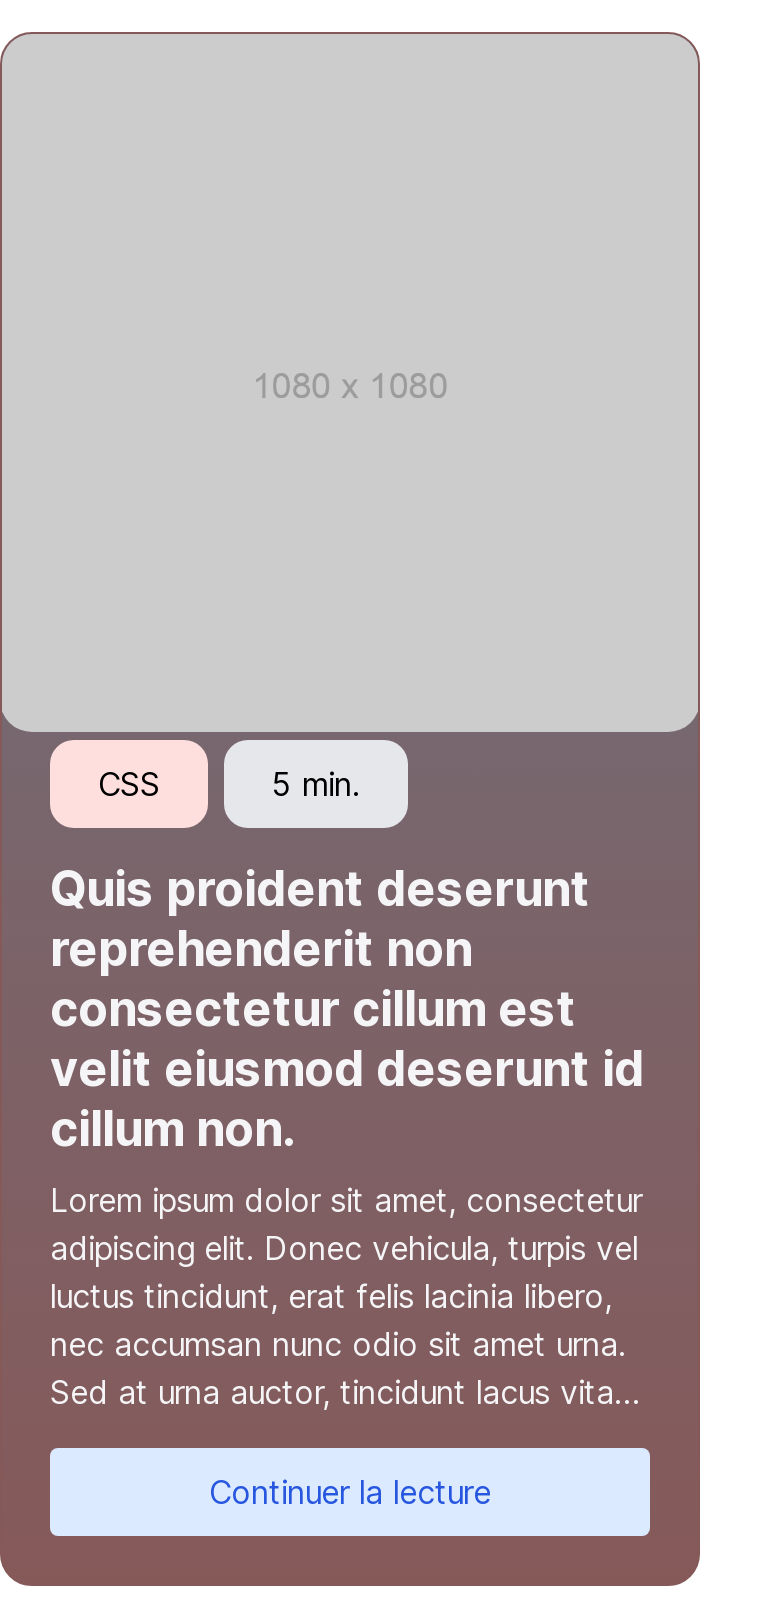 1080 x 1080
CSS
5 min.
Quis proident deserunt
reprehenderit non
consectetur cillum est
velit eiusmod deserunt id
cillum non.
Lorem ipsum dolor sit amet, consectetur
adipiscing elit. Donec vehicula, turpis vel
luctus tincidunt, erat felis lacinia libero,
nec accumsan nunc odio sit amet urna.
Sed at urna auctor, tincidunt lacus vita...
Continuer la lecture